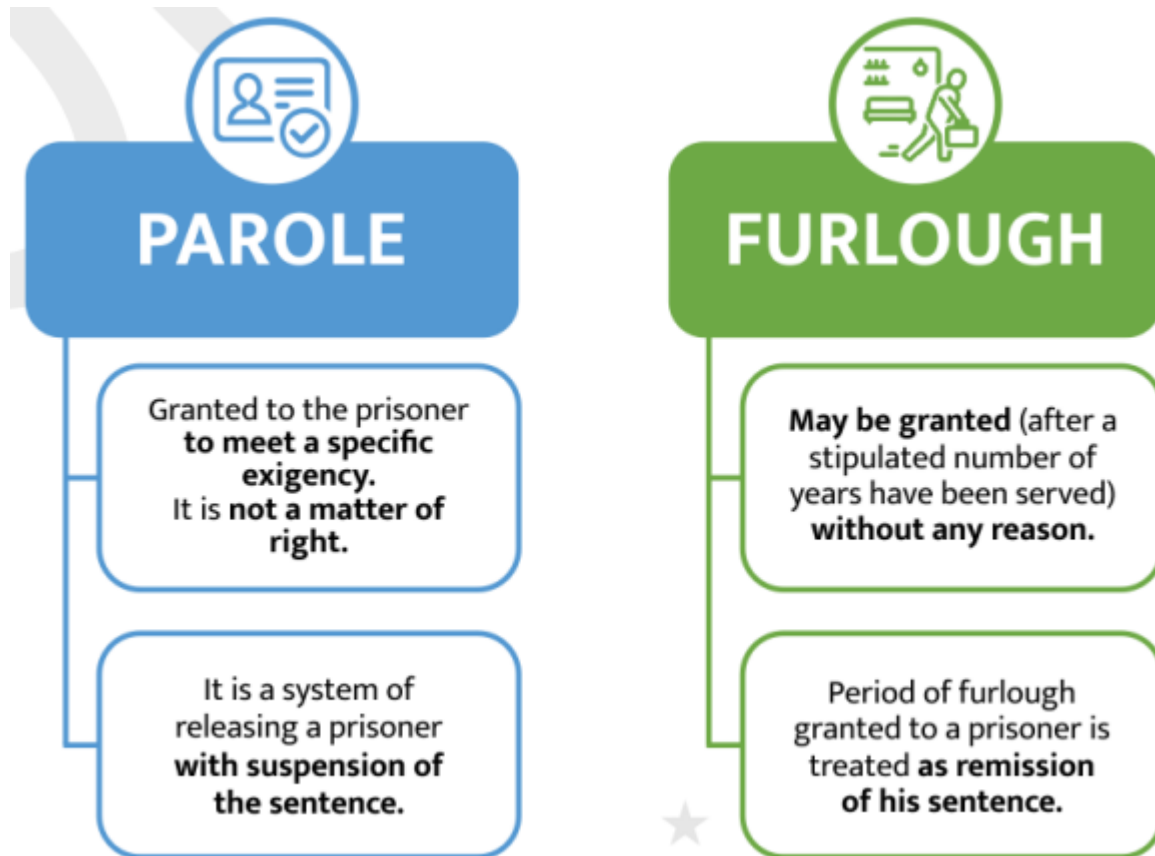 PAROLE
Granted to the prisoner
to meet a specific
exigency.
It is not a matter of
right.
It is a system of
releasing a prisoner
with suspension of
the sentence.
FURLOUGH
May be granted (after a
stipulated number of
years have been served)
without any reason.
Period of furlough
granted to a prisoner is
treated as remission
of his sentence.